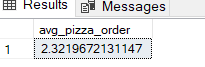 Results Messages
avg_pizza_order
1 2.3219672131147